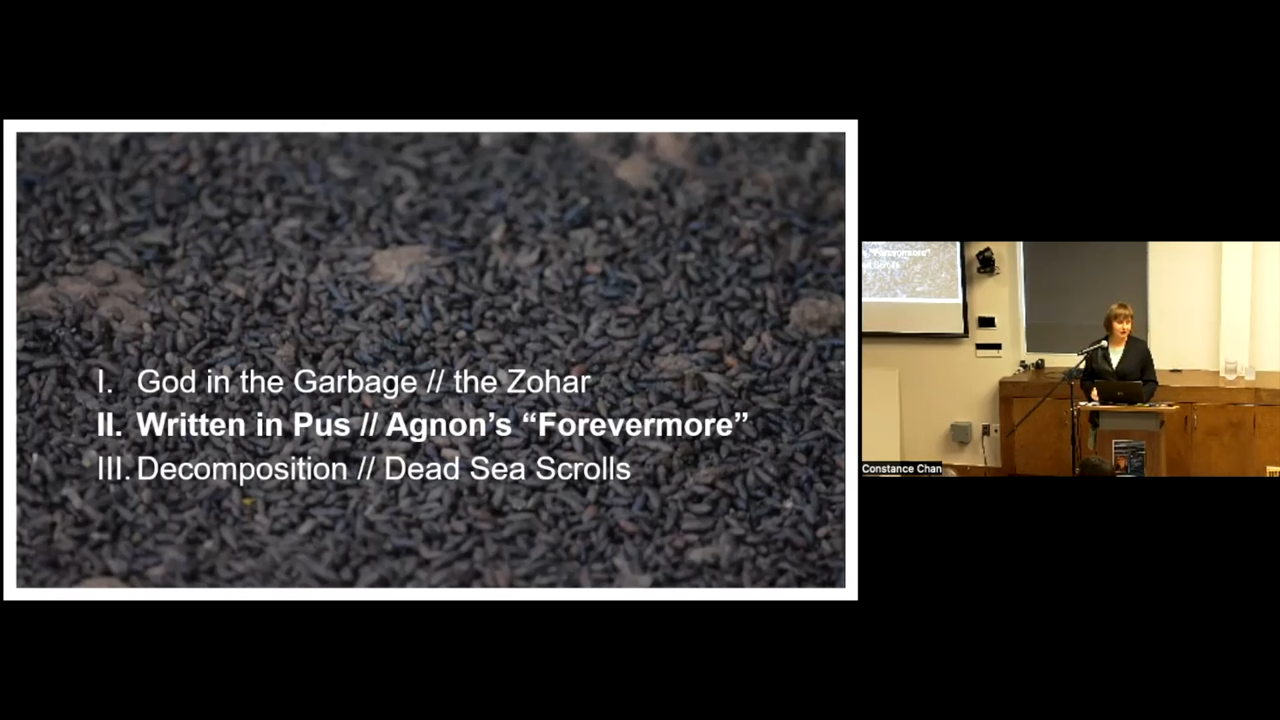 I. God in the Garbage // the Zohar
II. Written in Pus // Agnon’s “Forevermore”
III. Decomposition // Dead Sea Scrolls
Constance Chan